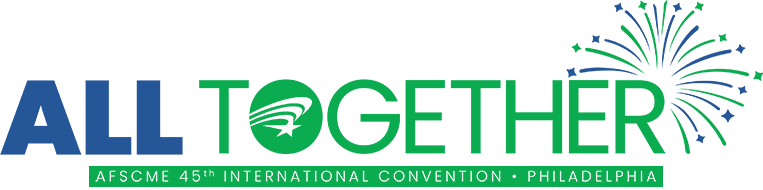 ALL TOGETHER
AFSCME 45th INTERNATIONAL CONVENTION • PHILADELPHIA